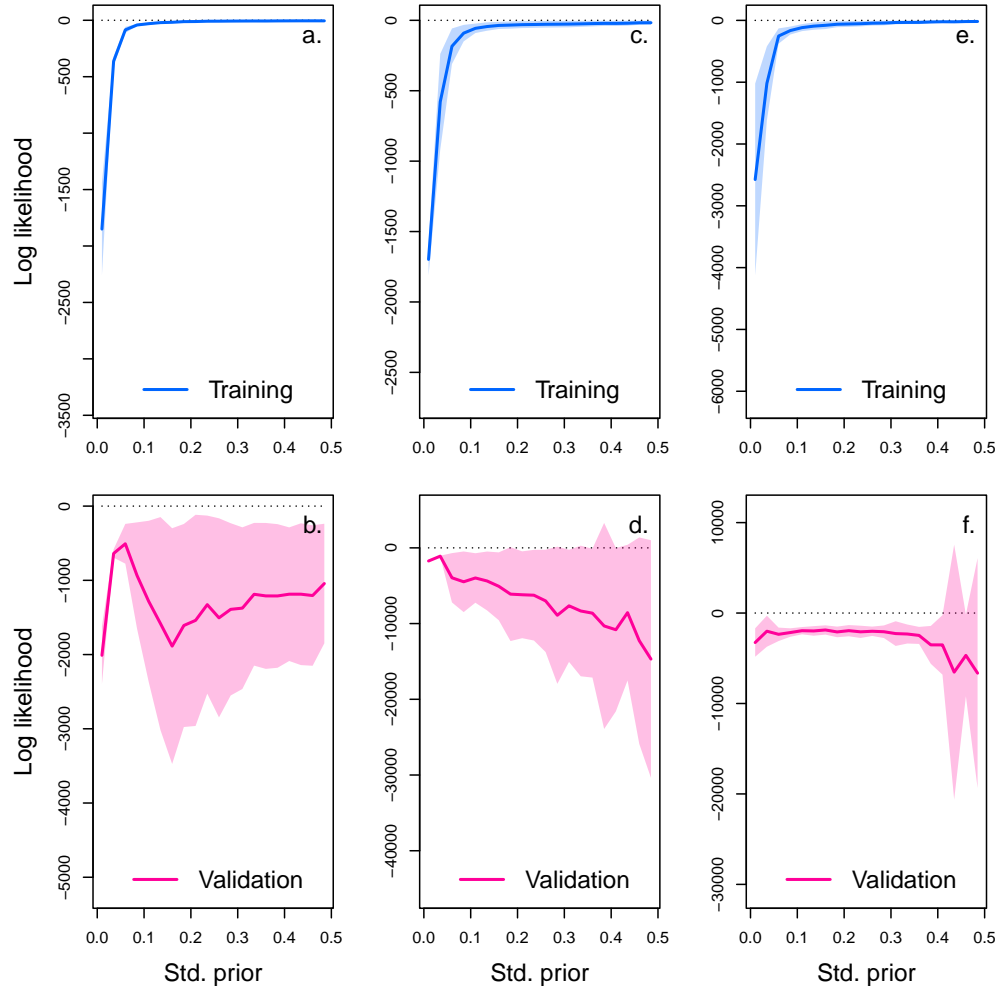 a.
Log likelihood
0
−500
−1500
−2500
−3500
Training
0.0 0.1 0.2 0.3 0.4 0.5
c.
0
−500
−1000
−1500
−2000
−2500
Training
0.0 0.1 0.2 0.3 0.4 0.5
e.
0
−1000
−2000
−3000
−4000
−5000
−6000
Training
0.0 0.1 0.2 0.3 0.4 0.5
b.
Log likelihood
0
−1000
−2000
−3000
−4000
−5000
Validation
0.0 0.1 0.2 0.3 0.4 0.5
Std. prior
d.
0
−10000
−20000
−30000
−40000
Validation
0.0 0.1 0.2 0.3 0.4 0.5
Std. prior
f.
10000
0
−10000
−20000
−30000
Validation
0.0 0.1 0.2 0.3 0.4 0.5
Std. prior